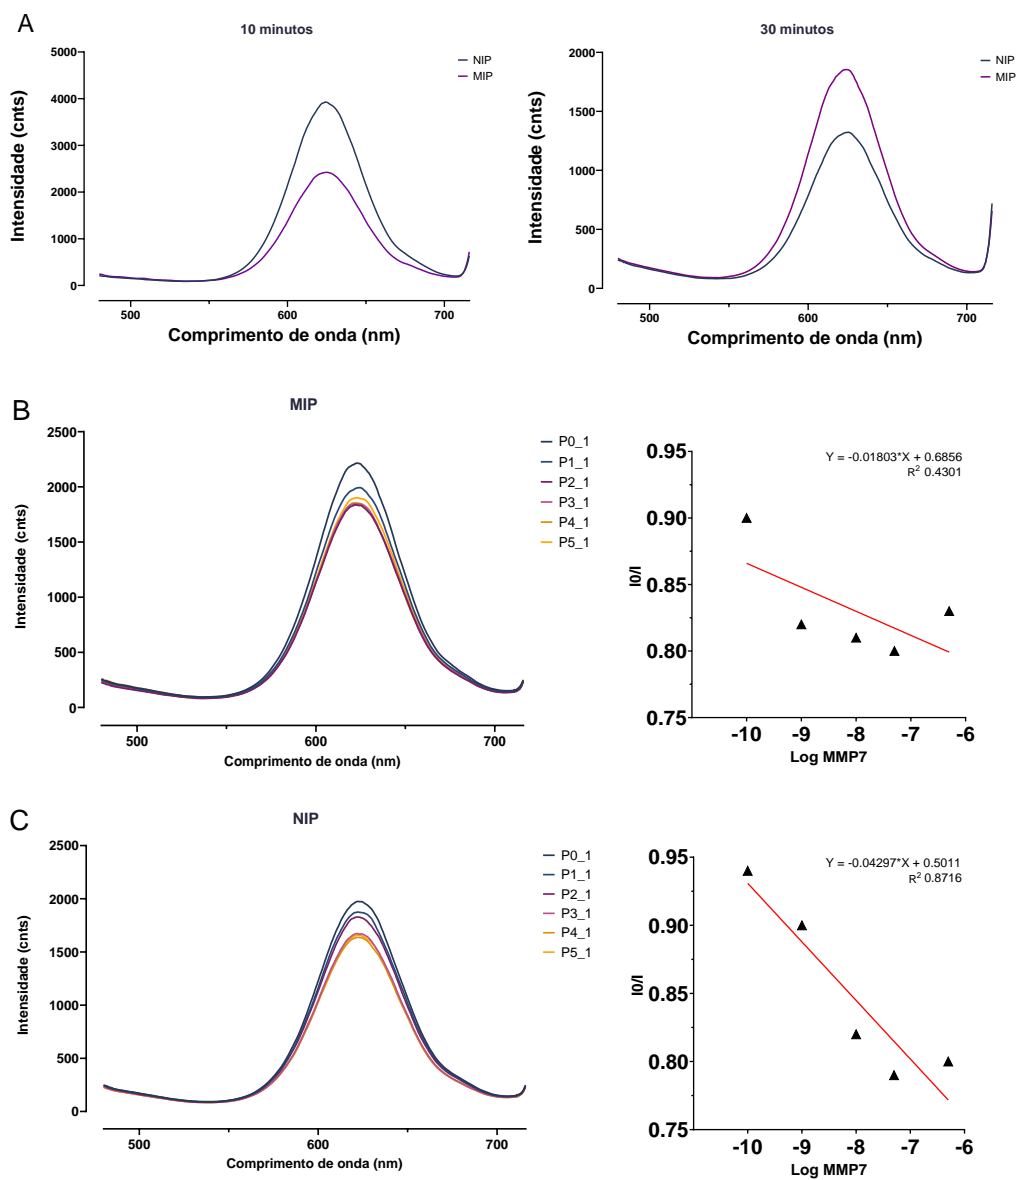 A
10 minutos
5000
4000
3000
2000
1000
0
Intensidade (cnts)
500
600
700
Comprimento de onda (nm)
NIP
MIP
30 minutos
2000
1500
1000
500
0
Intensidade (cnts)
500
600
700
Comprimento de onda (nm)
NIP
MIP
B
MIP
2500
2000
1500
1000
500
0
Intensidade (cnts)
500
600
700
Comprimento de onda (nm)
P0_1
P1_1
P2_1
P3_1
P4_1
P5_1
0.95
0.90
0.85
0.80
0.75
I0/I
Y = -0.01803*X + 0.6856
R² 0.4301
-10
-9
-8
-7
-6
Log MMP7
C
NIP
2500
2000
1500
1000
500
0
Intensidade (cnts)
500
600
700
Comprimento de onda (nm)
P0_1
P1_1
P2_1
P3_1
P4_1
P5_1
0.95
0.90
0.85
0.80
0.75
I0/I
Y = -0.04297*X + 0.5011
R² 0.8716
-10
-9
-8
-7
-6
Log MMP7